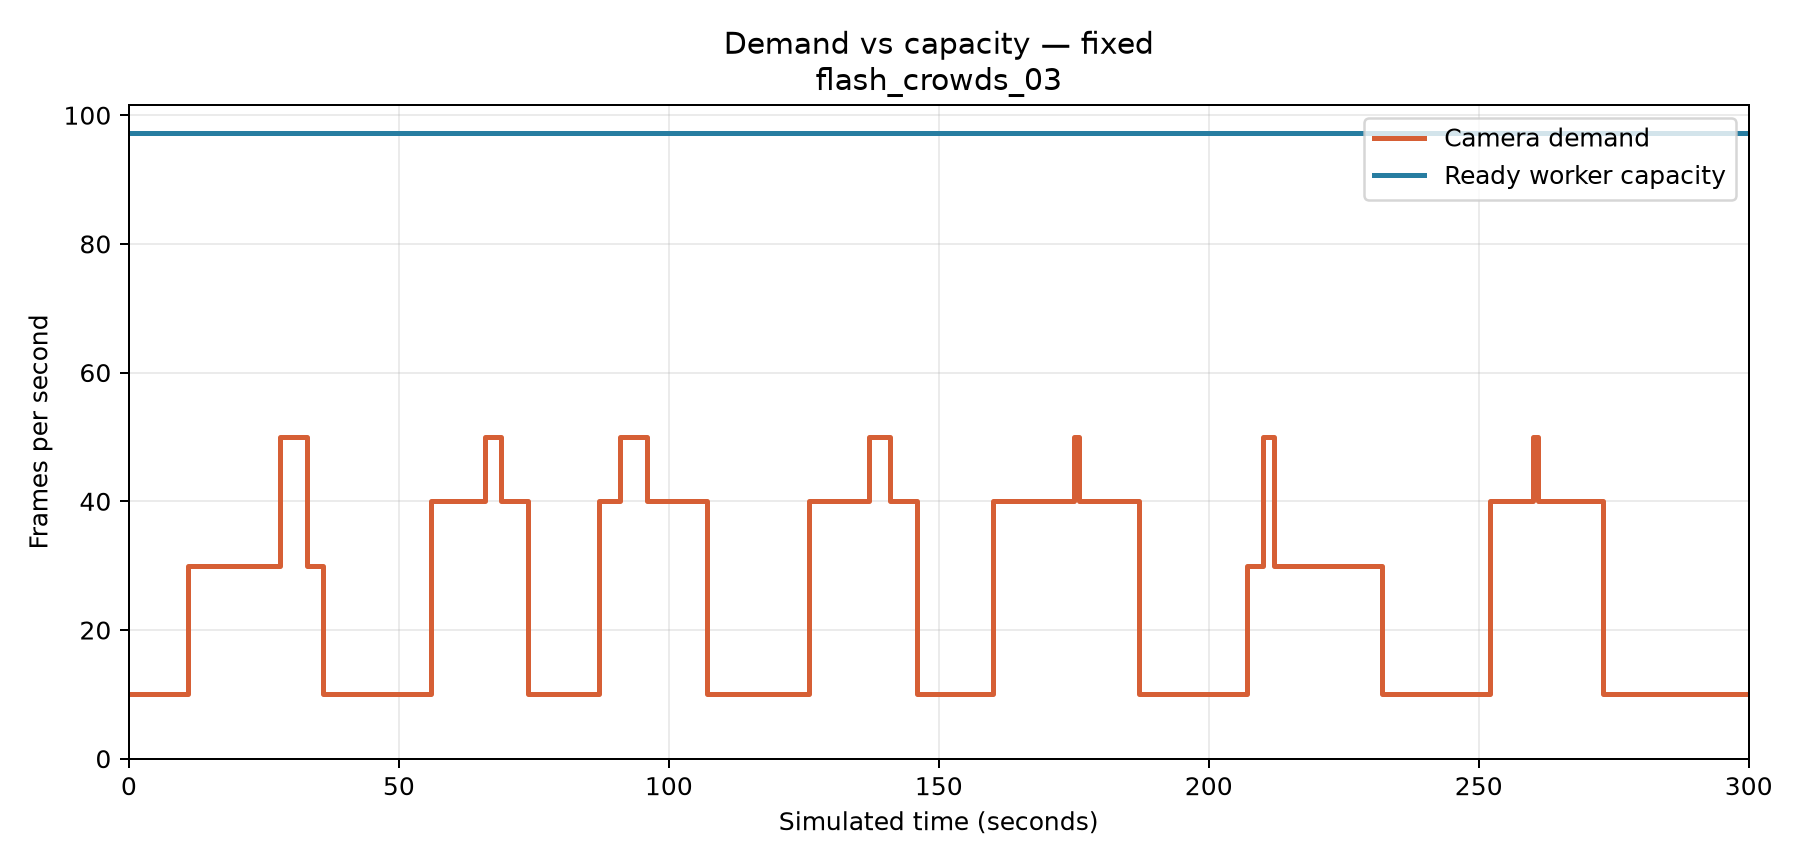 Demand vs capacity — fixed
flash_crowds_03
Camera demand
Ready worker capacity
Frames per second
100
80
60
40
20
0
0 50 100 150 200 250 300
Simulated time (seconds)